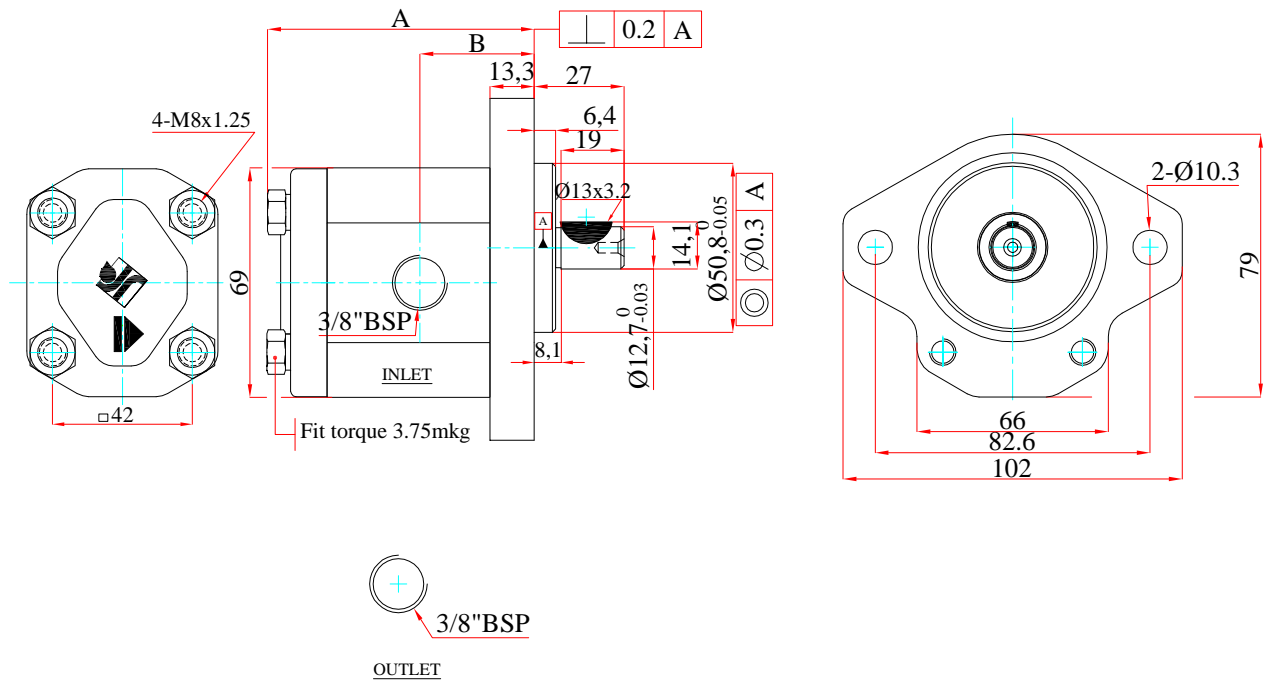 A
B
⊥ 0.2 A
13,3
27
6,4
19
4-M8x1.25
Ø13x3.2
A
69
3/8"BSP
INLET
8,1
14,1
Ø12,7 0 -0.03
Ø50,8 0 -0.05
◎ Ø0.3 A
□42
Fit torque 3.75mkg
2-Ø10.3
79
66
82.6
102
3/8"BSP
OUTLET